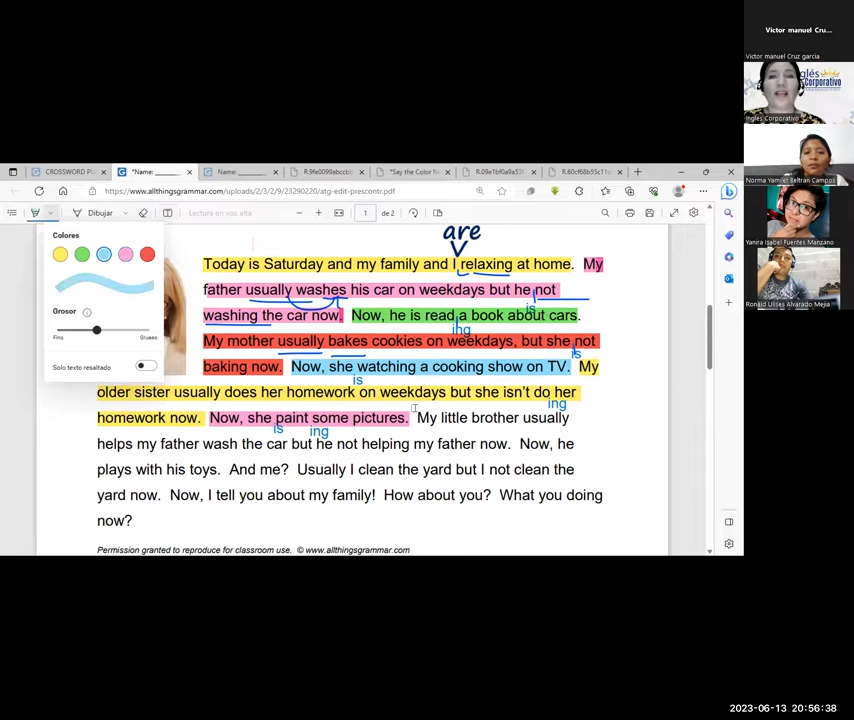 Victor manuel Cru...
Victor manuel Cruz garcia
Inglés Corporativo
Norma Yamilet Beltran Campos
Yanira Isabel Fuentes Manzano
Ronald Ulises Alvarado Mejia
*Name: ________
Name: ________
"Say the Color N
https://www.allthingsgrammar.com/uploads/2/3/2/9/23290220/atg-edit-prescontr.pdf
Dibujar
Lectura en voz alta
1 de 2
Colores
Grosor
Fino
Grueso
Solo texto resaltado
are
Today is Saturday and my family and I relaxing at home. My
father usually washes his car on weekdays but he not
is
washing the car now. Now, he is read a book about cars.
ing
My mother usually bakes cookies on weekdays, but she not
is
baking now. Now, she watching a cooking show on TV. My
is
older sister usually does her homework on weekdays but she isn't do her
ing
homework now. Now, she paint some pictures. My little brother usually
is ing
helps my father wash the car but he not helping my father now. Now, he
plays with his toys. And me? Usually I clean the yard but I not clean the
yard now. Now, I tell you about my family! How about you? What you doing
now?
Permission granted to reproduce for classroom use. © www.allthingsgrammar.com
2023-06-13 20:56:38